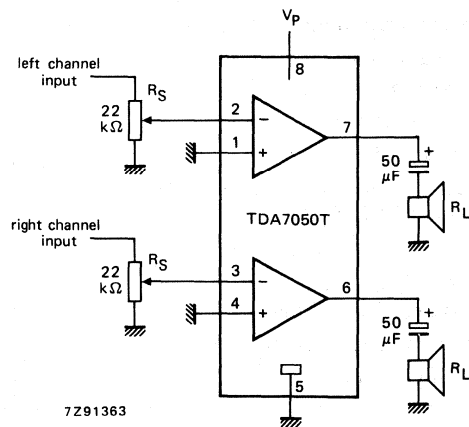 V_P
8
left channel
input
R_S
22
kΩ
2
−
1
+
7
+
50
μF
R_L
TDA7050T
right channel
input
R_S
22
kΩ
3
−
4
+
6
+
50
μF
R_L
5
7Z91363